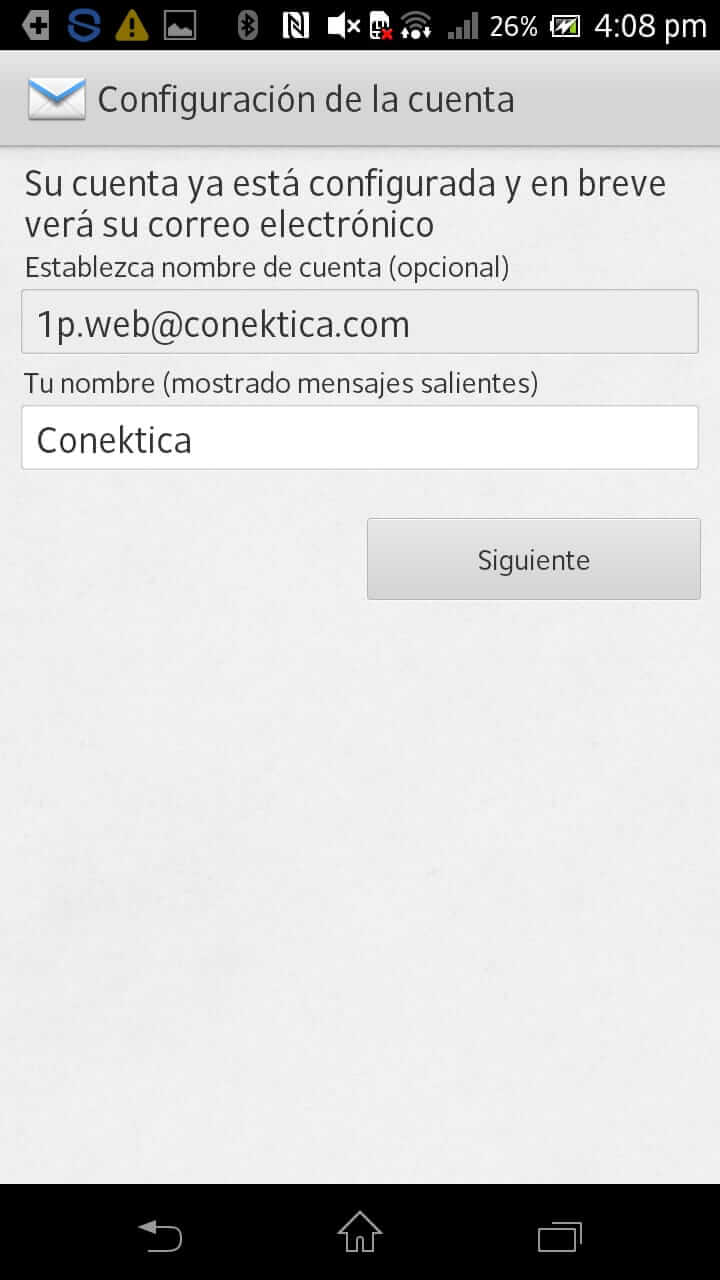 26% 4:08 pm
Configuración de la cuenta
Su cuenta ya está configurada y en breve
verá su correo electrónico
Establezca nombre de cuenta (opcional)
1p.web@conektica.com
Tu nombre (mostrado mensajes salientes)
Conektica
Siguiente